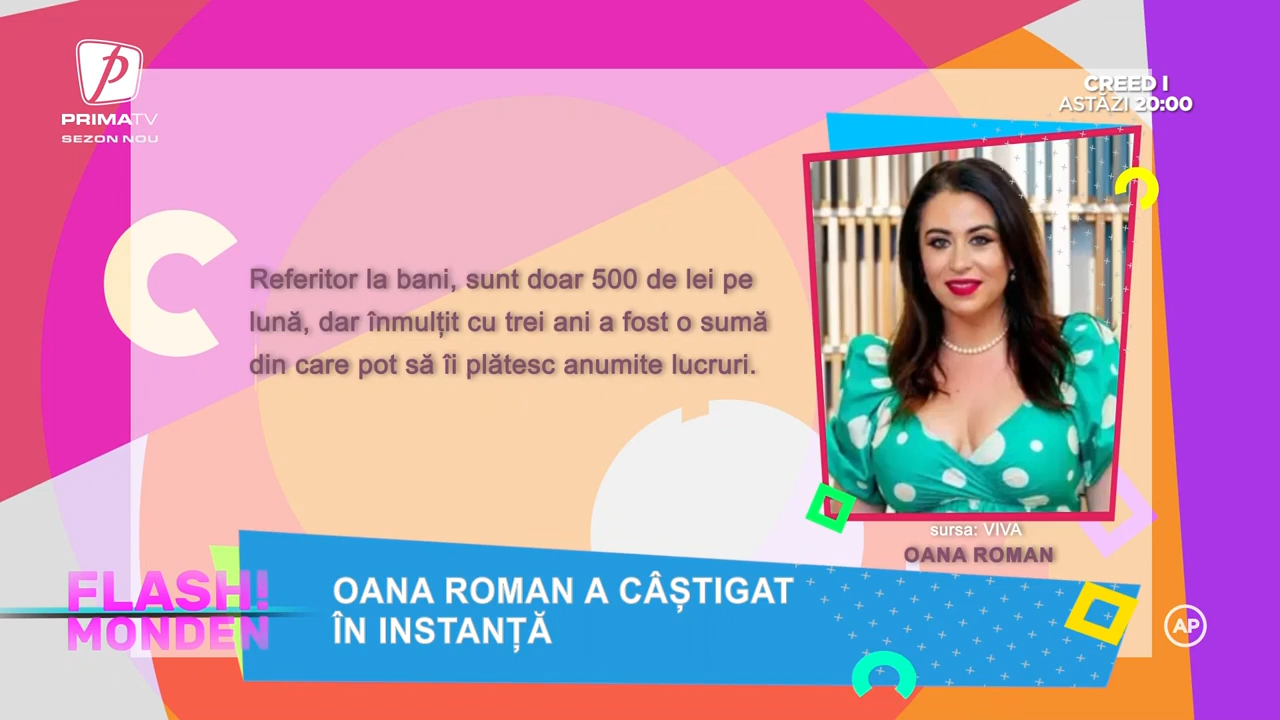 PRIMATV
SEZON NOU
CREED I
ASTĂZI 20:00
Referitor la bani, sunt doar 500 de lei pe
lună, dar înmulțit cu trei ani a fost o sumă
din care pot să îi plătesc anumite lucruri.
sursa: VIVA
OANA ROMAN
FLASH!
MONDEN
OANA ROMAN A CÂȘTIGAT
ÎN INSTANȚĂ
AP